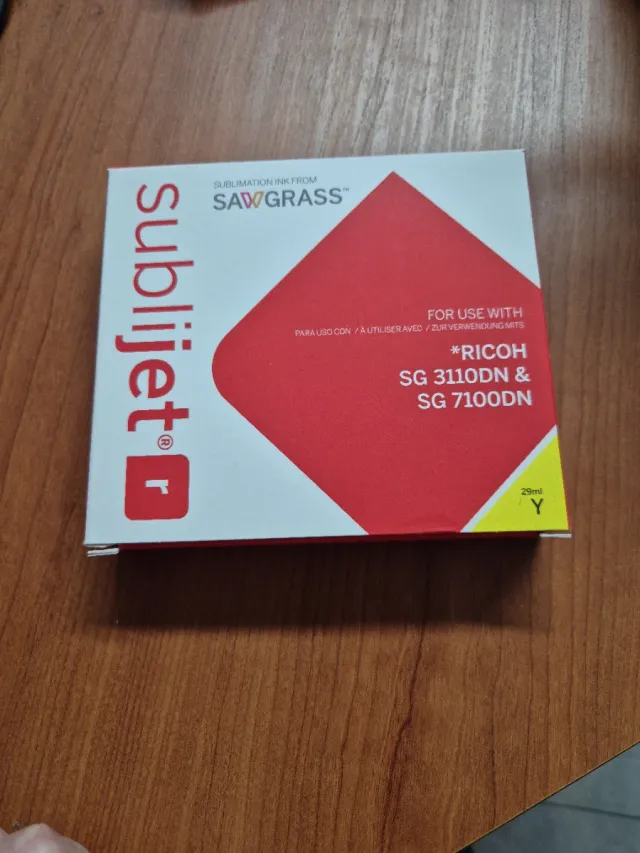 sublijet®
r
SUBLIMATION INK FROM
SAWGRASS™
FOR USE WITH
PARA USO CON / À UTILISER AVEC / ZUR VERWENDUNG MITS
*RICOH
SG 3110DN &
SG 7100DN
29ml
Y